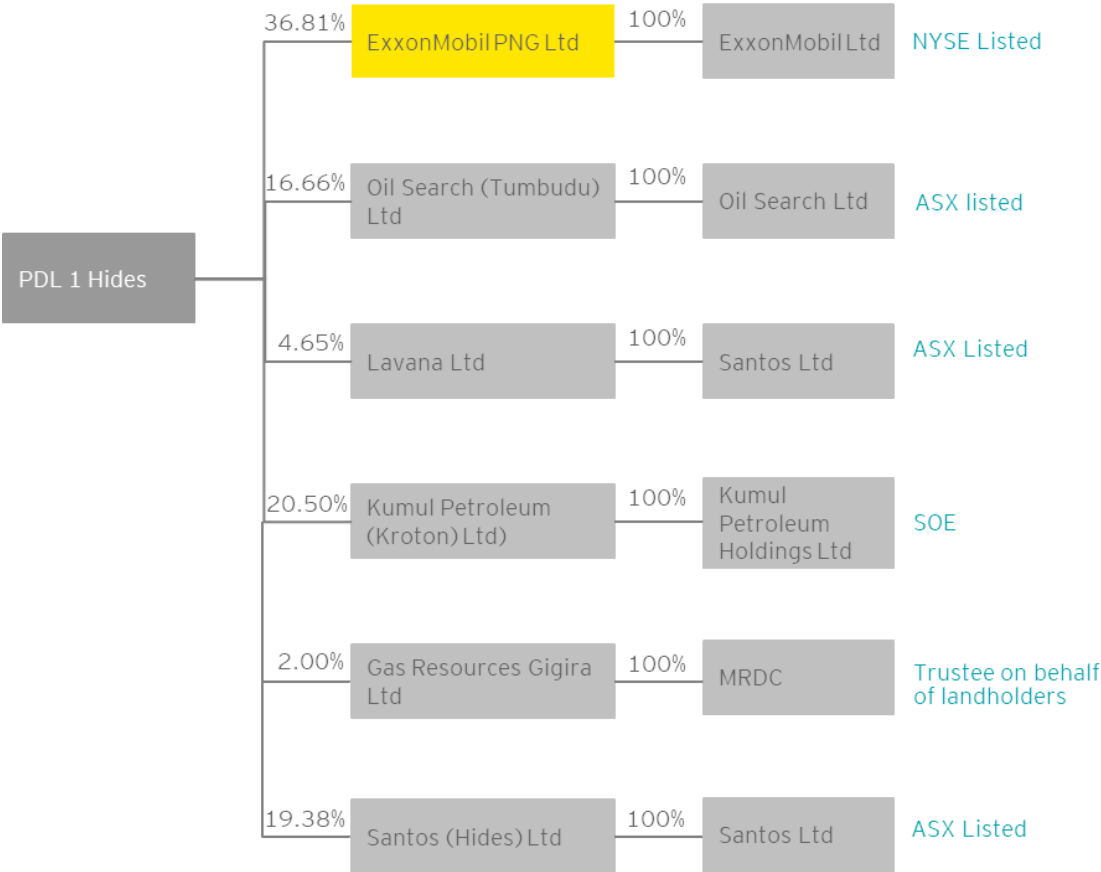 36.81%
ExxonMobil PNG Ltd
100%
ExxonMobil Ltd
NYSE Listed
16.66%
Oil Search (Tumbudu)
Ltd
100%
Oil Search Ltd
ASX listed
PDL 1 Hides
4.65%
Lavana Ltd
100%
Santos Ltd
ASX Listed
20.50%
Kumul Petroleum
(Kroton) Ltd)
100%
Kumul
Petroleum
Holdings Ltd
SOE
2.00%
Gas Resources Gigira
Ltd
100%
MRDC
Trustee on behalf
of landholders
19.38%
Santos (Hides) Ltd
100%
Santos Ltd
ASX Listed